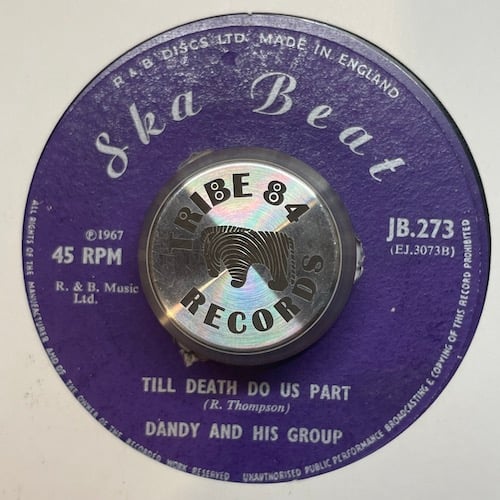 R & B DISCS LTD. MADE IN ENGLAND
Ska Beat
TRIBE 84
RECORDS
℗1967
45 RPM
R. & B. Music
Ltd.
JB.273
(EJ.3073B)
TILL DEATH DO US PART
(R. Thompson)
DANDY AND HIS GROUP
ALL RIGHTS OF THE MANUFACTURER AND OF THE OWNER OF THE RECORDED WORK RESERVED UNAUTHORISED PUBLIC PERFORMANCE BROADCASTING & COPYING OF THIS RECORD PROHIBITED